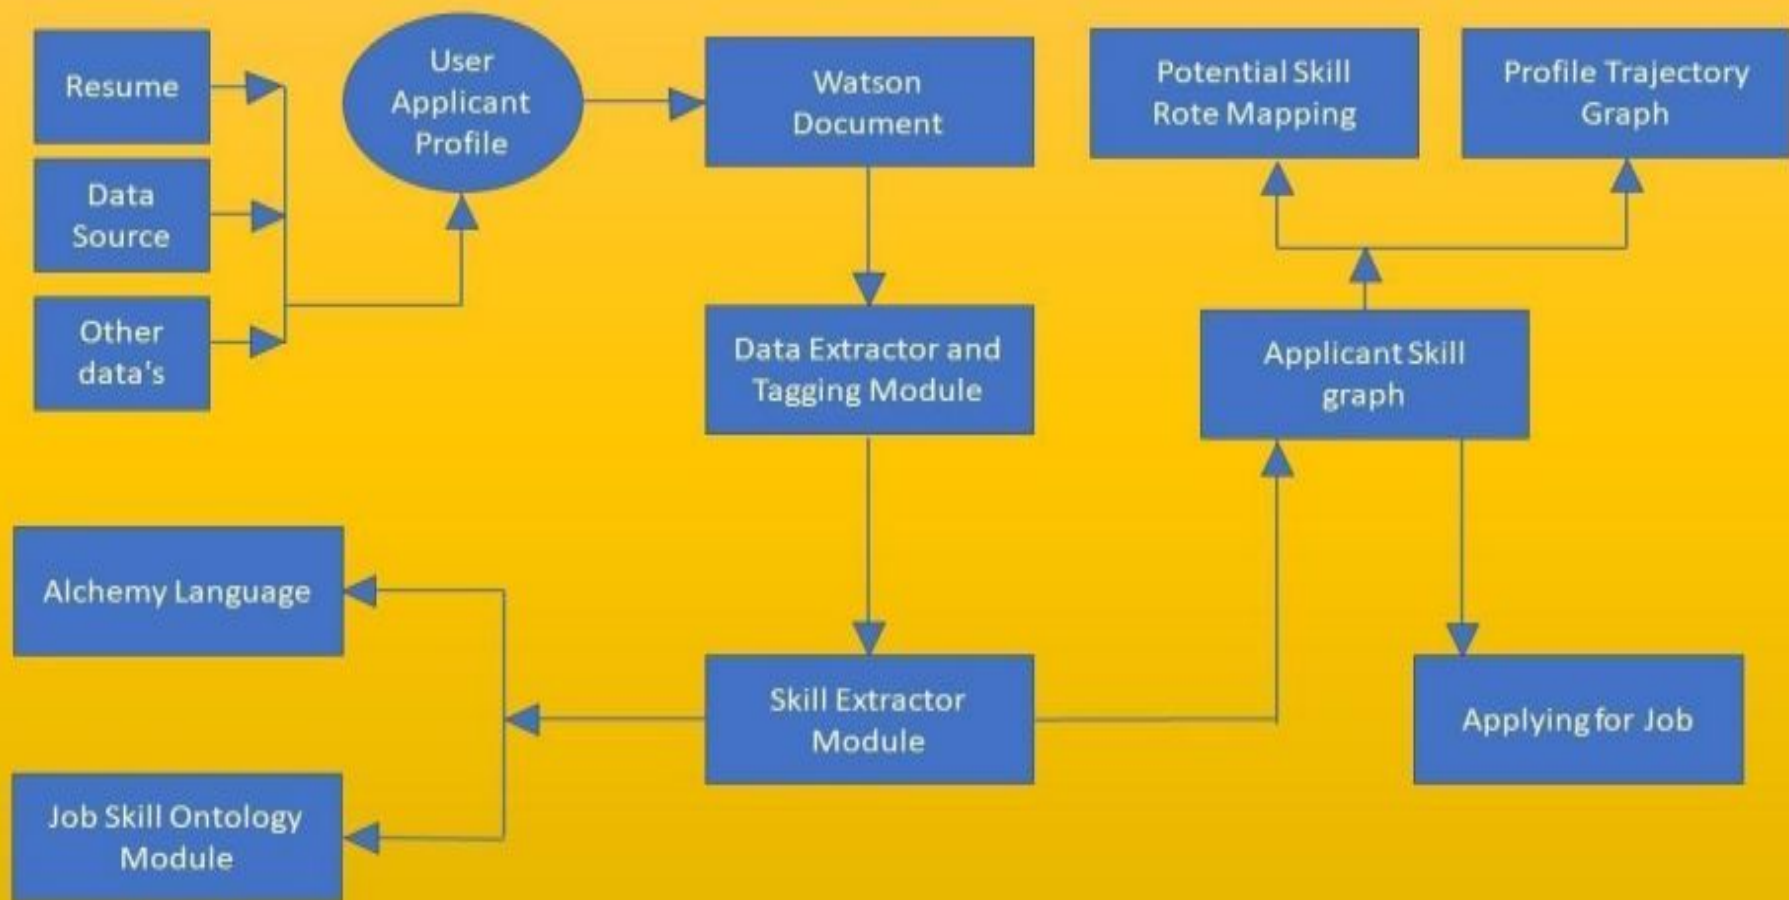 Resume
Data
Source
Other
data's
User
Applicant
Profile
Watson
Document
Data Extractor and
Tagging Module
Skill Extractor
Module
Alchemy Language
Job Skill Ontology
Module
Potential Skill
Rote Mapping
Profile Trajectory
Graph
Applicant Skill
graph
Applying for Job